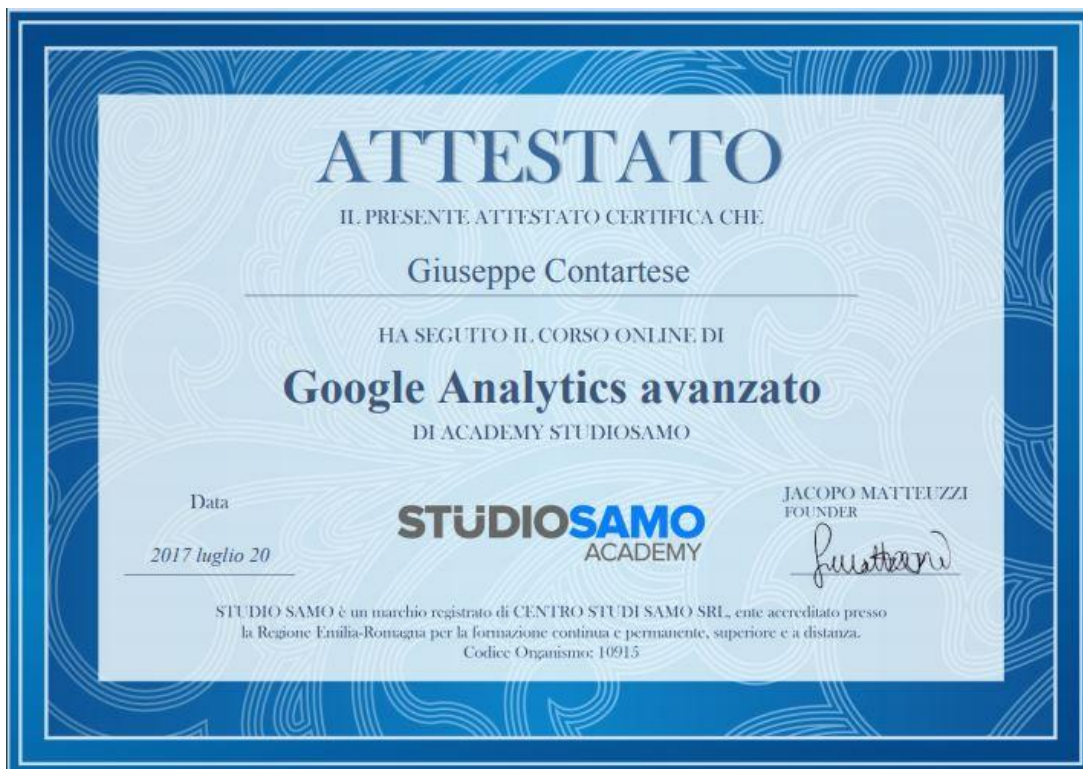 ATTESTATO
IL PRESENTE ATTESTATO CERTIFICA CHE
Giuseppe Contartese
HA SEGUITO IL CORSO ONLINE DI
Google Analytics avanzato
DI ACADEMY STUDIOSAMO
Data
2017 luglio 20
STUDIOSAMO
ACADEMY
JACOPO MATTEUZZI
FOUNDER
STUDIO SAMO è un marchio registrato di CENTRO STUDI SAMO SRL, ente accreditato presso
la Regione Emilia-Romagna per la formazione continua e permanente, superiore e a distanza.
Codice Organismo: 10915